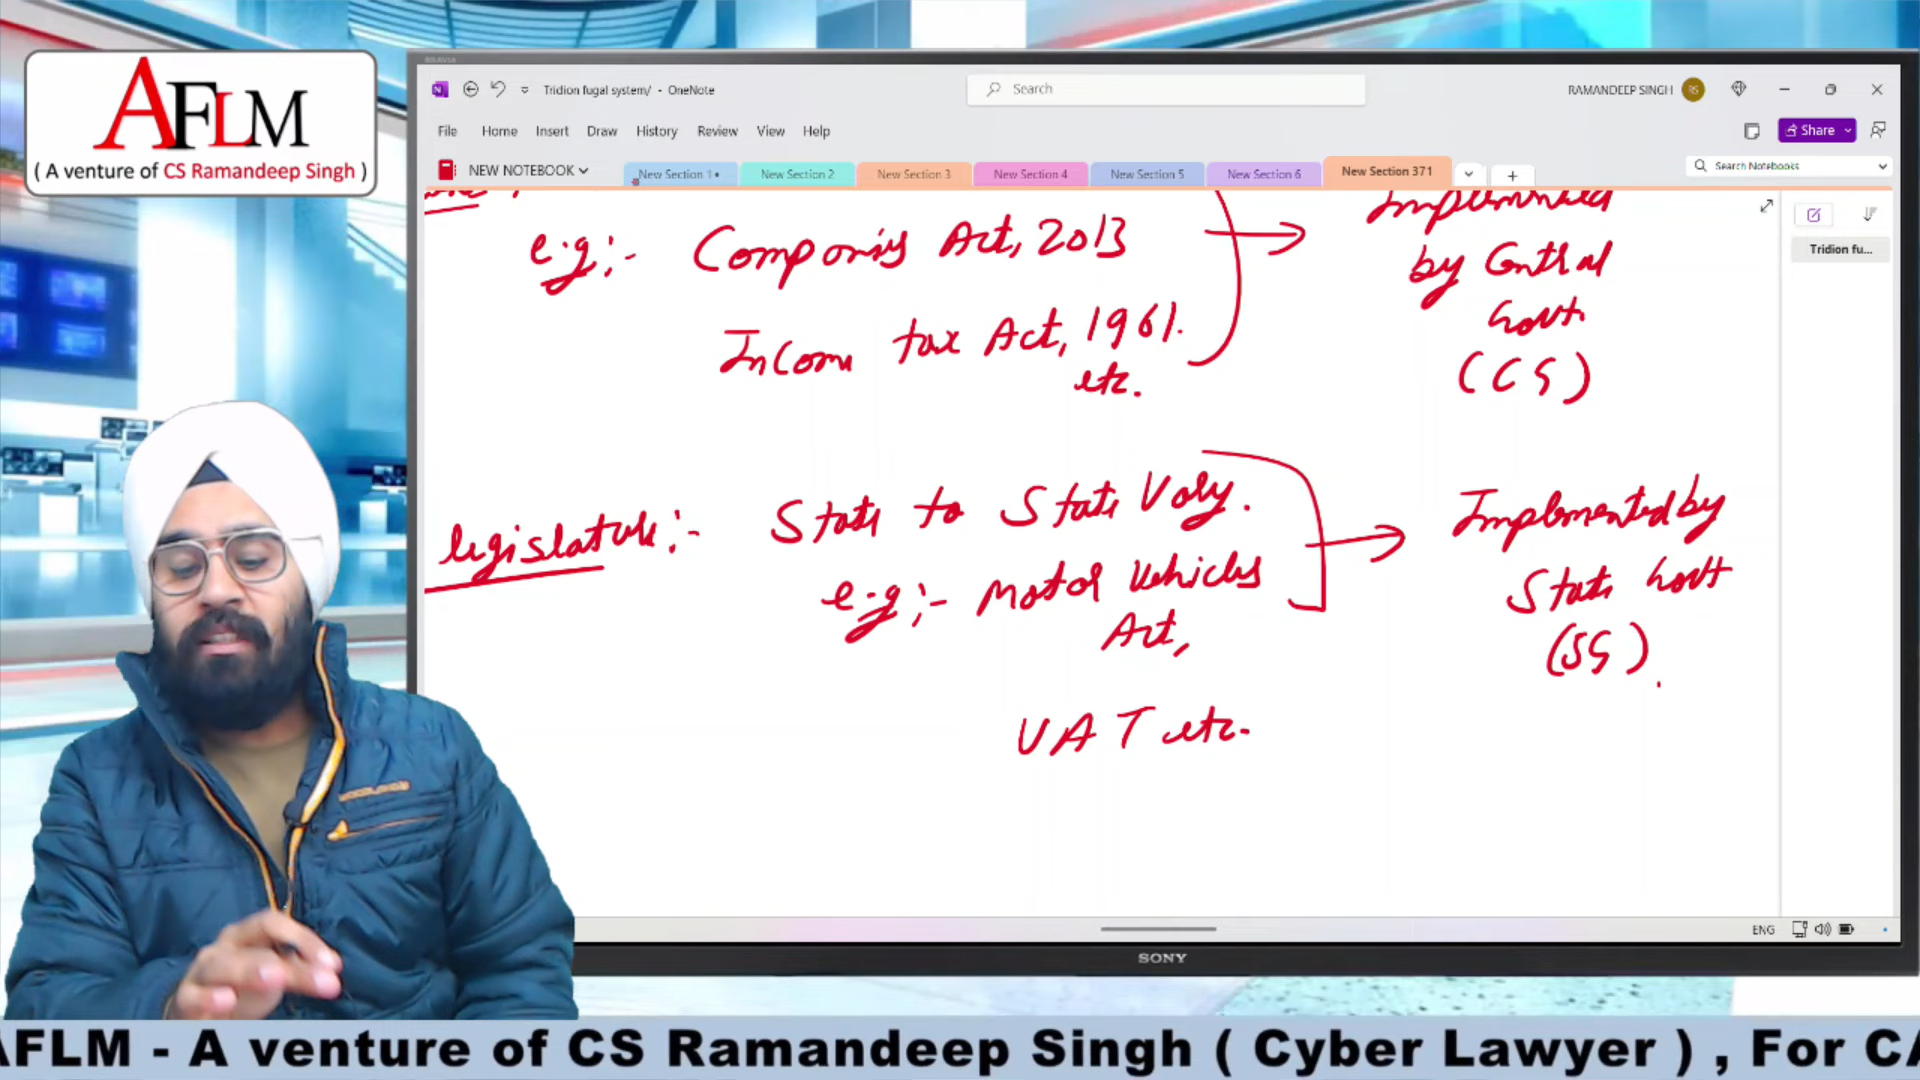 AFLM
( A venture of CS Ramandeep Singh )
Tridion fugal system/ - OneNote
Search
RAMANDEEP SINGH
RS
File Home Insert Draw History Review View Help
Share
NEW NOTEBOOK
New Section 1
New Section 2
New Section 3
New Section 4
New Section 5
New Section 6
New Section 371
Search Notebooks
Tridion fu...
e.g:-
Act, 2013
Income tax Act, 1961.
etc.
Implemented
by Central
Govt.
(CG)
legislature:- State to State Vary.
e.g:- Motor Vehicles
Act,
VAT etc.
Implemented by
State Govt
(SG).
ENG
SONY
AFLM - A venture of CS Ramandeep Singh ( Cyber Lawyer ) , For CA